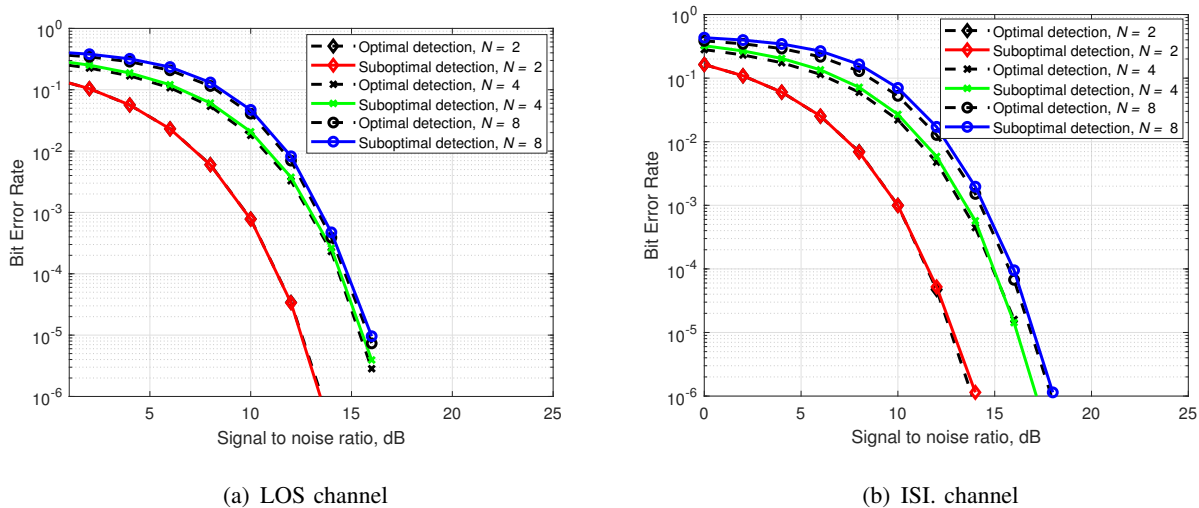 10^0
10^-1
10^-2
10^-3
10^-4
10^-5
10^-6
Bit Error Rate
Optimal detection, N = 2
Suboptimal detection, N = 2
Optimal detection, N = 4
Suboptimal detection, N = 4
Optimal detection, N = 8
Suboptimal detection, N = 8
5 10 15 20 25
Signal to noise ratio, dB
(a) LOS channel
10^0
10^-1
10^-2
10^-3
10^-4
10^-5
10^-6
Bit Error Rate
Optimal detection, N = 2
Suboptimal detection, N = 2
Optimal detection, N = 4
Suboptimal detection, N = 4
Optimal detection, N = 8
Suboptimal detection, N = 8
0 5 10 15 20 25
Signal to noise ratio, dB
(b) ISI. channel